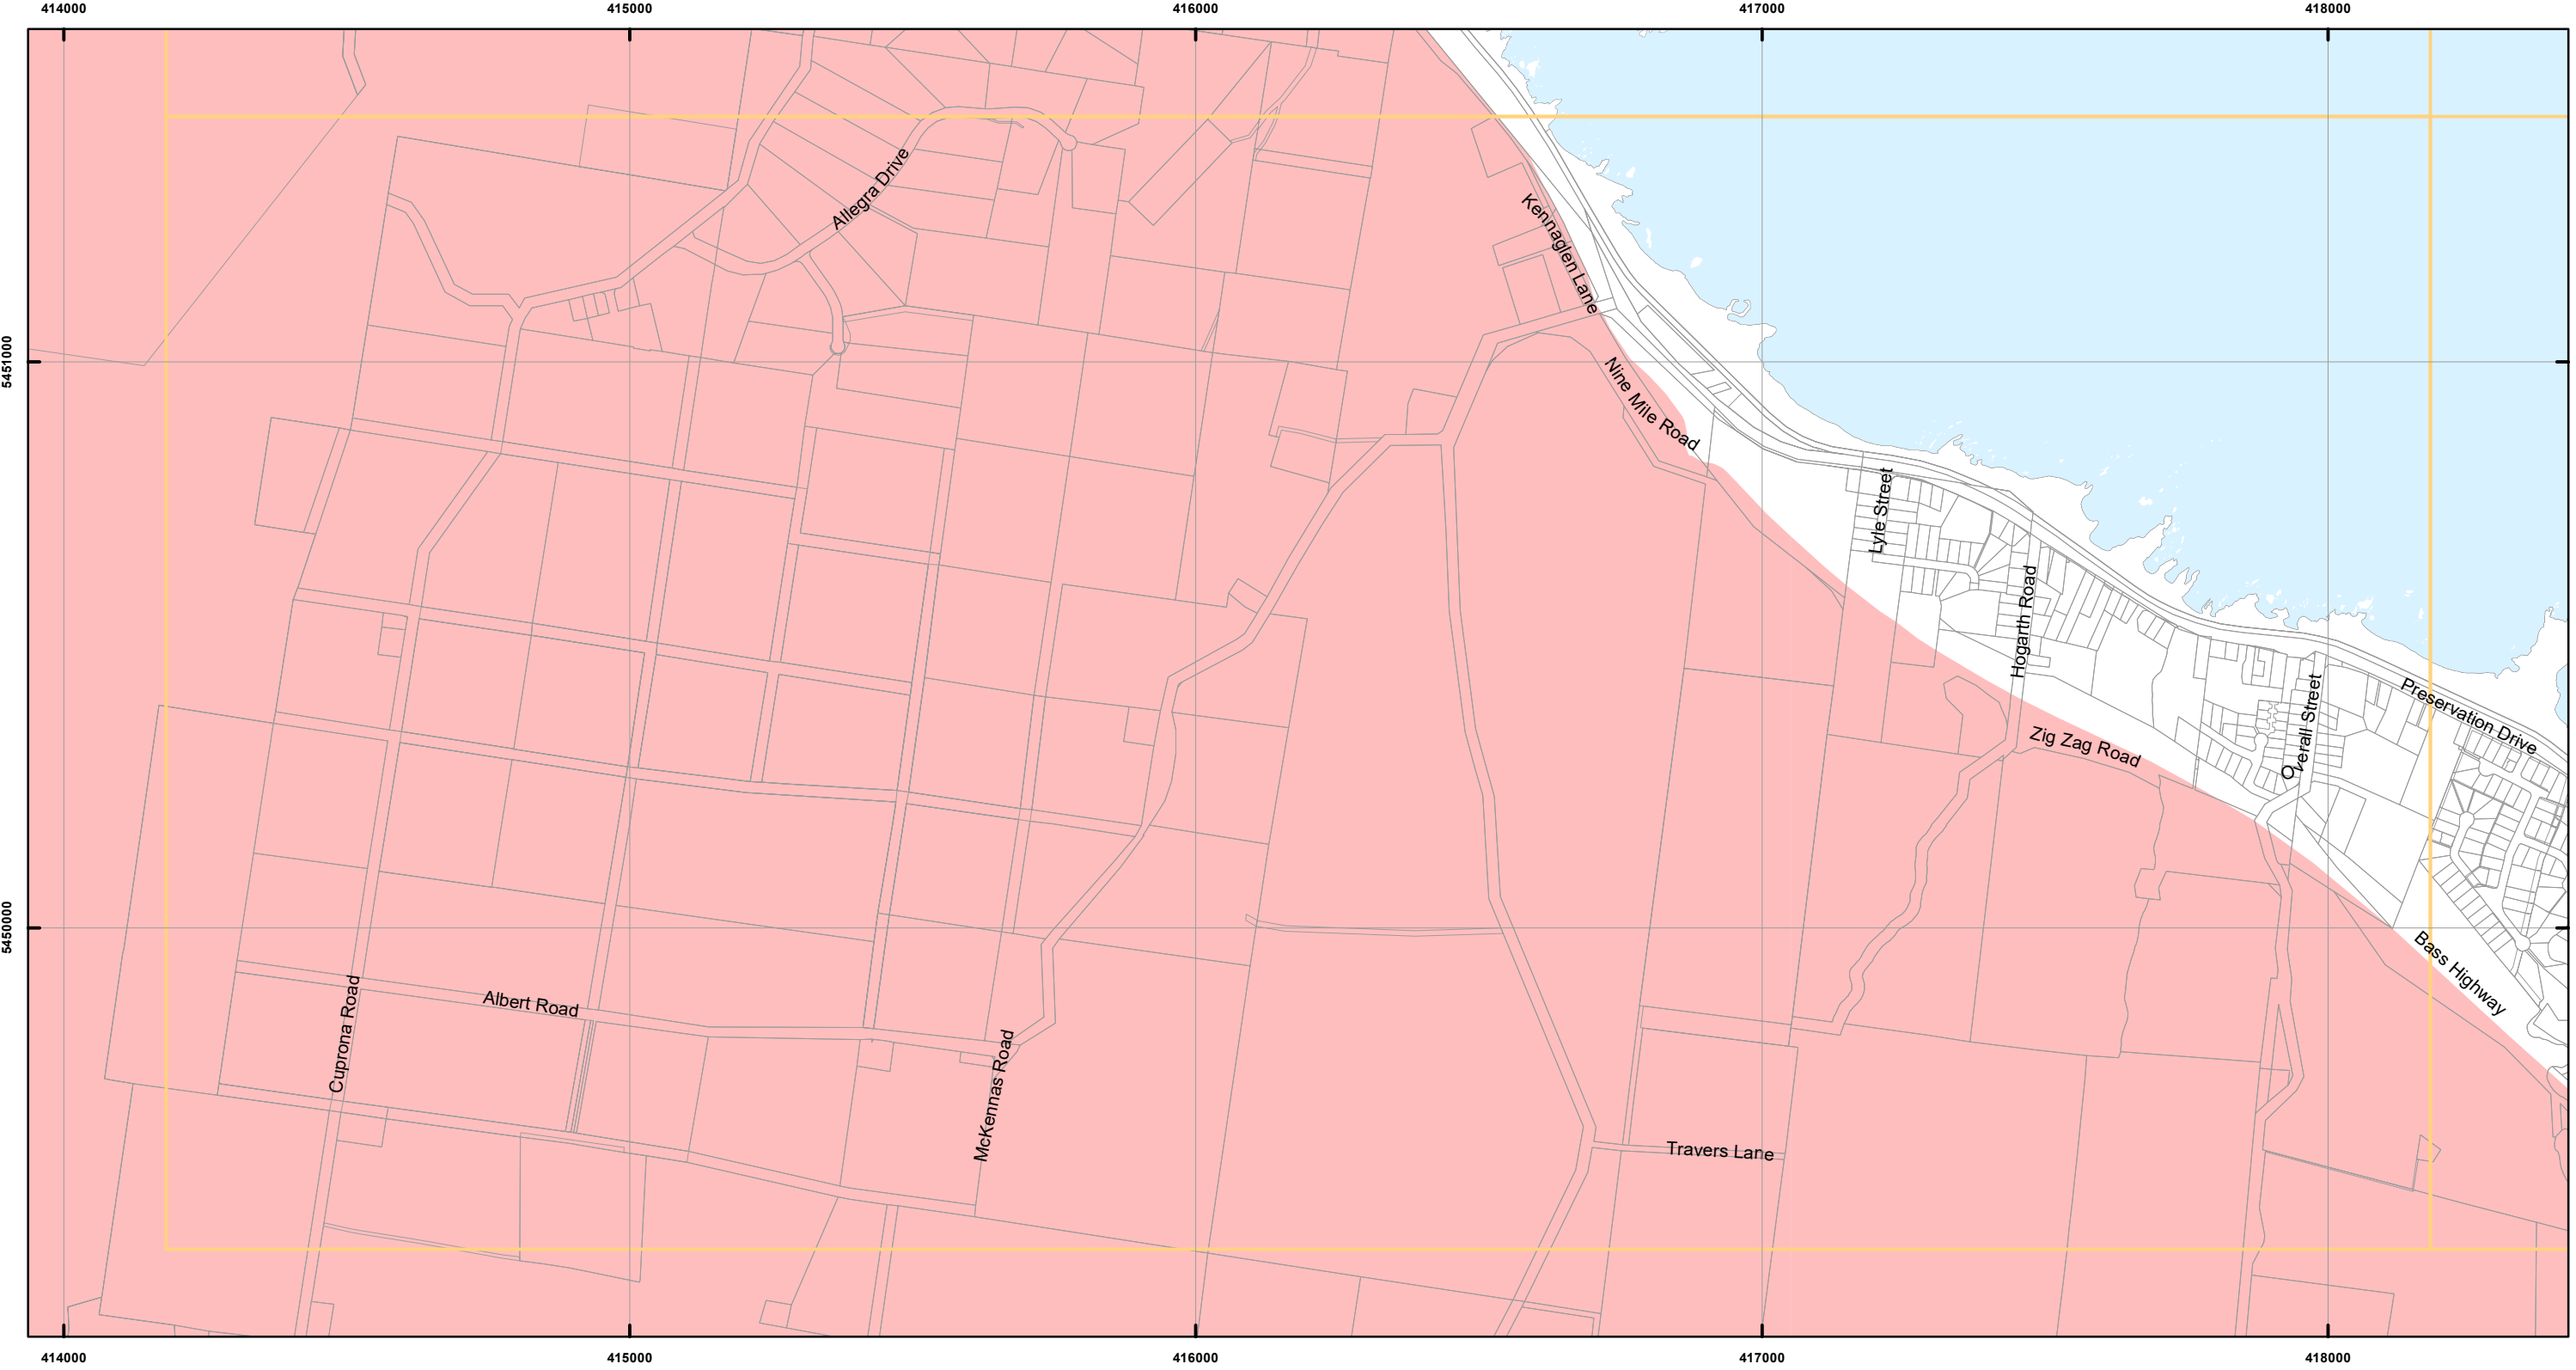 414000 415000 416000 417000 418000
Allegra Drive
Kennaglen Lane
5451000
Nine Mile Road
Lyle Street
Hogarth Road
Overall Street
Preservation Drive
Zig Zag Road
5450000
Bass Highway
Cuprona Road
Albert Road
McKennas Road
Travers Lane
414000 415000 416000 417000 418000